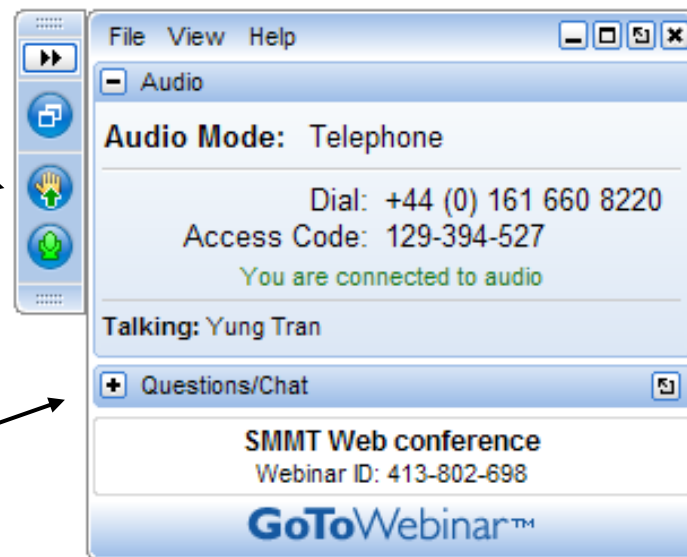 File View Help
Audio
Audio Mode: Telephone
Dial: +44 (0) 161 660 8220
Access Code: 129-394-527
You are connected to audio
Talking: Yung Tran
Questions/Chat
SMMT Web conference
Webinar ID: 413-802-698
GoToWebinar™